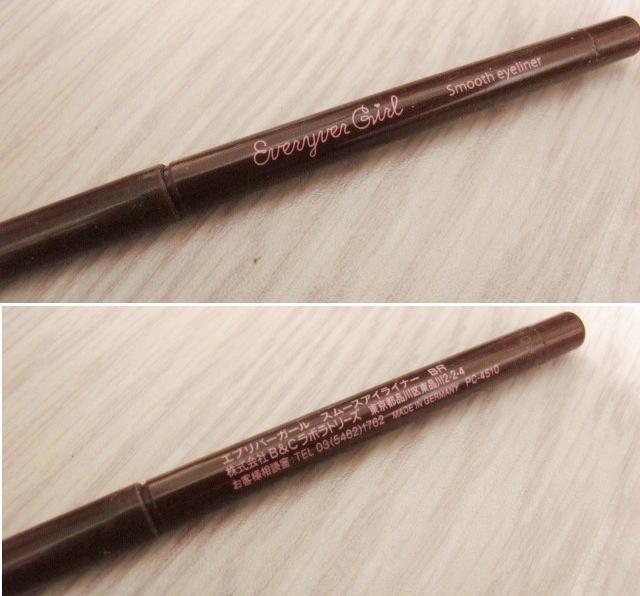 Everyver Girl Smooth eyeliner
エブリバーガール スムースアイライナー BR
株式会社B&Cラボラトリーズ 東京都品川区東品川2-2-4
お客様相談室:TEL 03(5462)1762 MADE IN GERMANY PC-4510